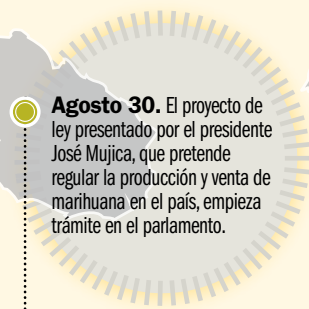 Agosto 30. El proyecto de
ley presentado por el presidente
José Mujica, que pretende
regular la producción y venta de
marihuana en el país, empieza
trámite en el parlamento.